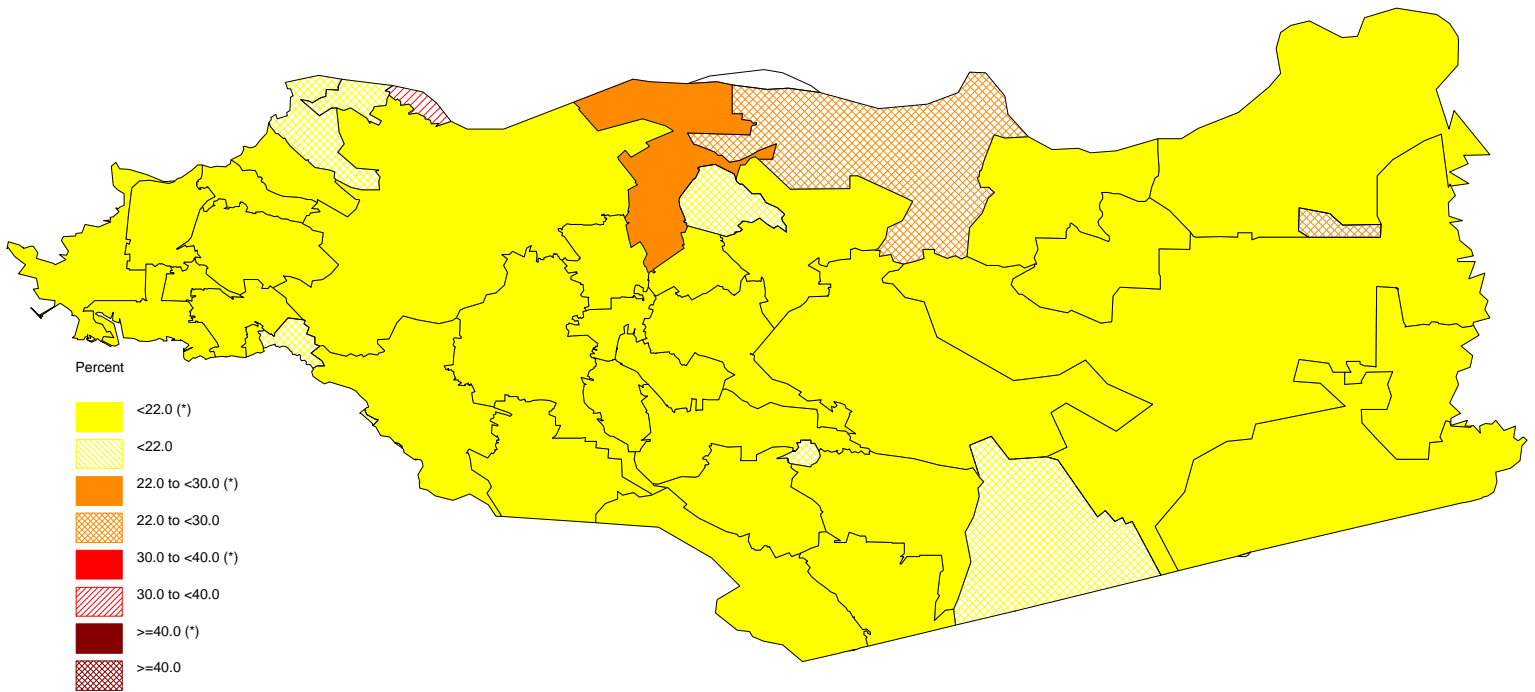 Percent
<22.0 (*)
<22.0
22.0 to <30.0 (*)
22.0 to <30.0
30.0 to <40.0 (*)
30.0 to <40.0
>=40.0 (*)
>=40.0